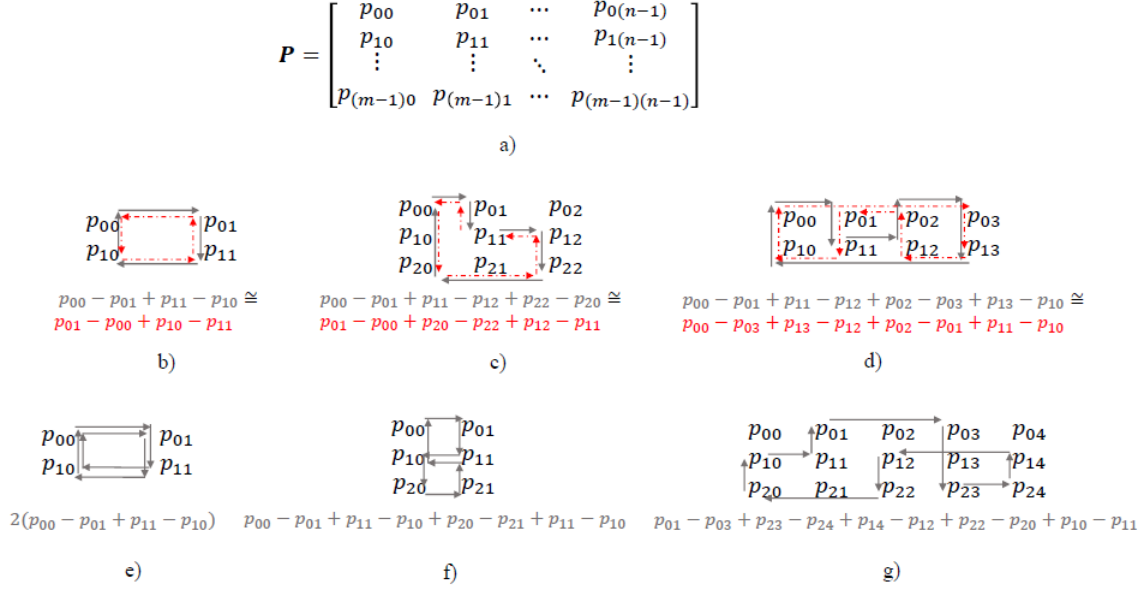 p₀₀ p₀₁ ⋯ p₀₍ₙ₋₁₎
p₁₀ p₁₁ ⋯ p₁₍ₙ₋₁₎
P = ⋮ ⋮ ⋱ ⋮
p₍ₘ₋₁₎₀ p₍ₘ₋₁₎₁ ⋯ p₍ₘ₋₁₎₍ₙ₋₁₎
a)
p₀₀ p₀₁
p₁₀ p₁₁
p₀₀ − p₀₁ + p₁₁ − p₁₀ ≅
p₀₁ − p₀₀ + p₁₀ − p₁₁
b)
p₀₀ p₀₁ p₀₂
p₁₀ p₁₁ p₁₂
p₂₀ p₂₁ p₂₂
p₀₀ − p₀₁ + p₁₁ − p₁₂ + p₂₂ − p₂₀ ≅
p₀₁ − p₀₀ + p₂₀ − p₂₂ + p₁₂ − p₁₁
c)
p₀₀ p₀₁ p₀₂ p₀₃
p₁₀ p₁₁ p₁₂ p₁₃
p₀₀ − p₀₁ + p₁₁ − p₁₂ + p₀₂ − p₀₃ + p₁₃ − p₁₀ ≅
p₀₀ − p₀₃ + p₁₃ − p₁₂ + p₀₂ − p₀₁ + p₁₁ − p₁₀
d)
p₀₀ p₀₁
p₁₀ p₁₁
2(p₀₀ − p₀₁ + p₁₁ − p₁₀)
e)
p₀₀ p₀₁
p₁₀ p₁₁
p₂₀ p₂₁
p₀₀ − p₀₁ + p₁₁ − p₁₀ + p₂₀ − p₂₁ + p₁₁ − p₁₀
f)
p₀₀ p₀₁ p₀₂ p₀₃ p₀₄
p₁₀ p₁₁ p₁₂ p₁₃ p₁₄
p₂₀ p₂₁ p₂₂ p₂₃ p₂₄
p₀₁ − p₀₃ + p₂₃ − p₂₄ + p₁₄ − p₁₂ + p₂₂ − p₂₀ + p₁₀ − p₁₁
g)